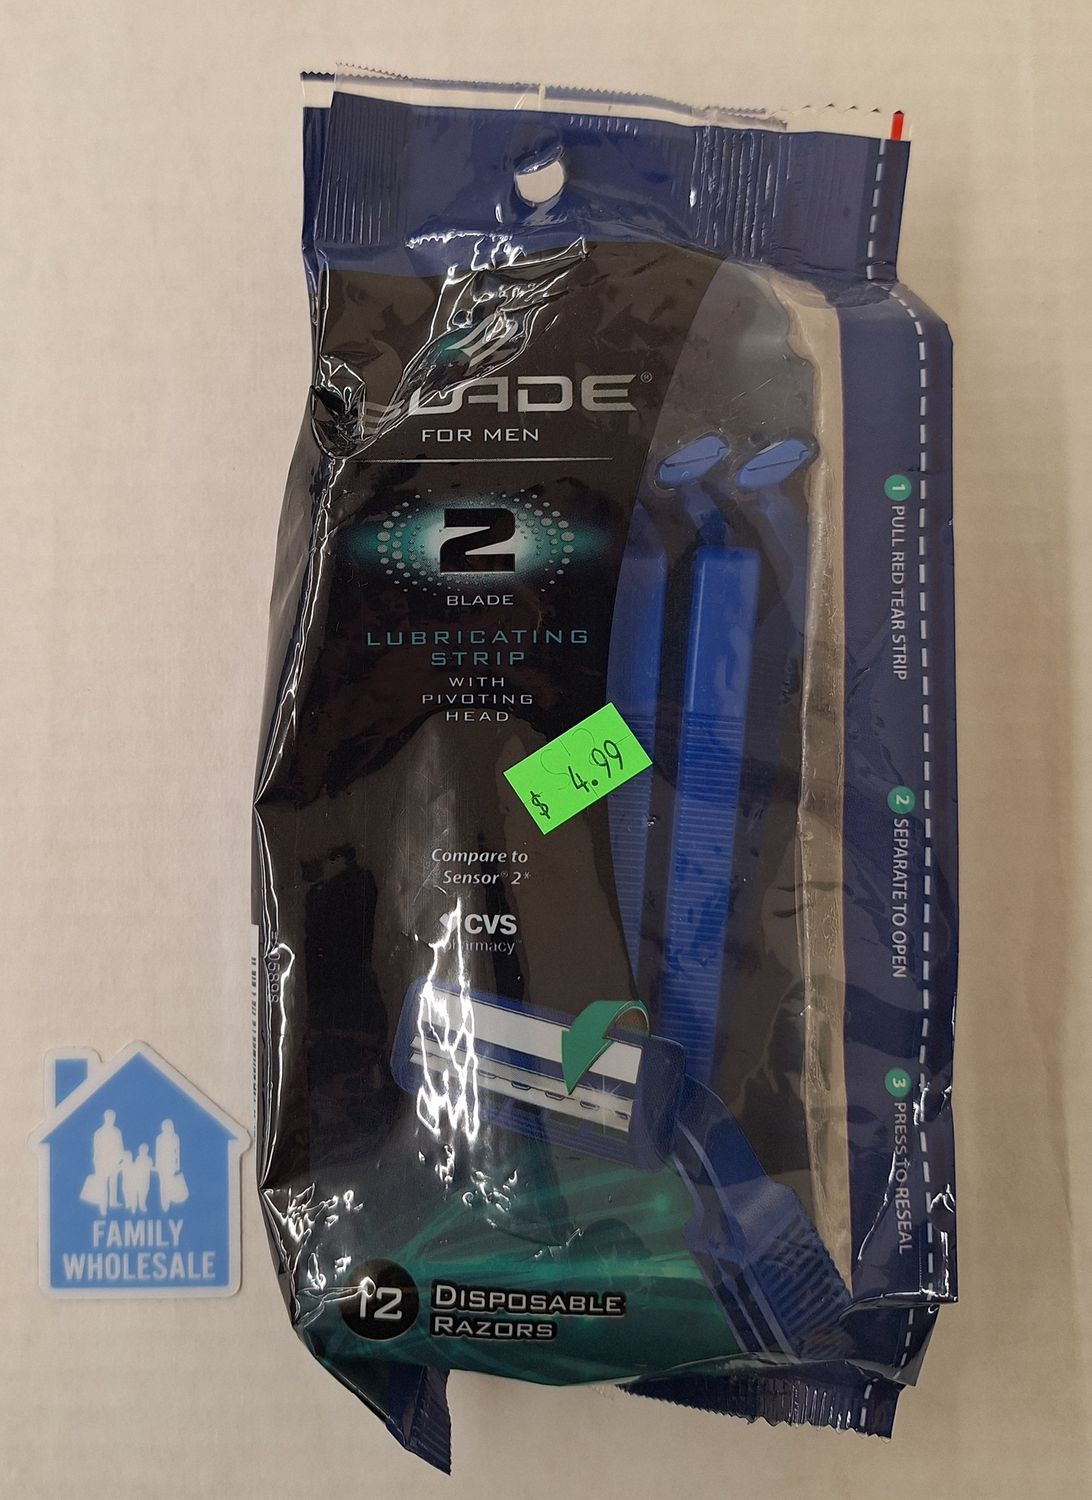 BLADE®
FOR MEN
2
BLADE
LUBRICATING
STRIP
WITH
PIVOTING
HEAD
$ 4.99
Compare to
Sensor® 2*
CVS
pharmacy
12
DISPOSABLE
RAZORS
1 PULL RED TEAR STRIP
2 SEPARATE TO OPEN
3 PRESS TO RESEAL
FAMILY
WHOLESALE